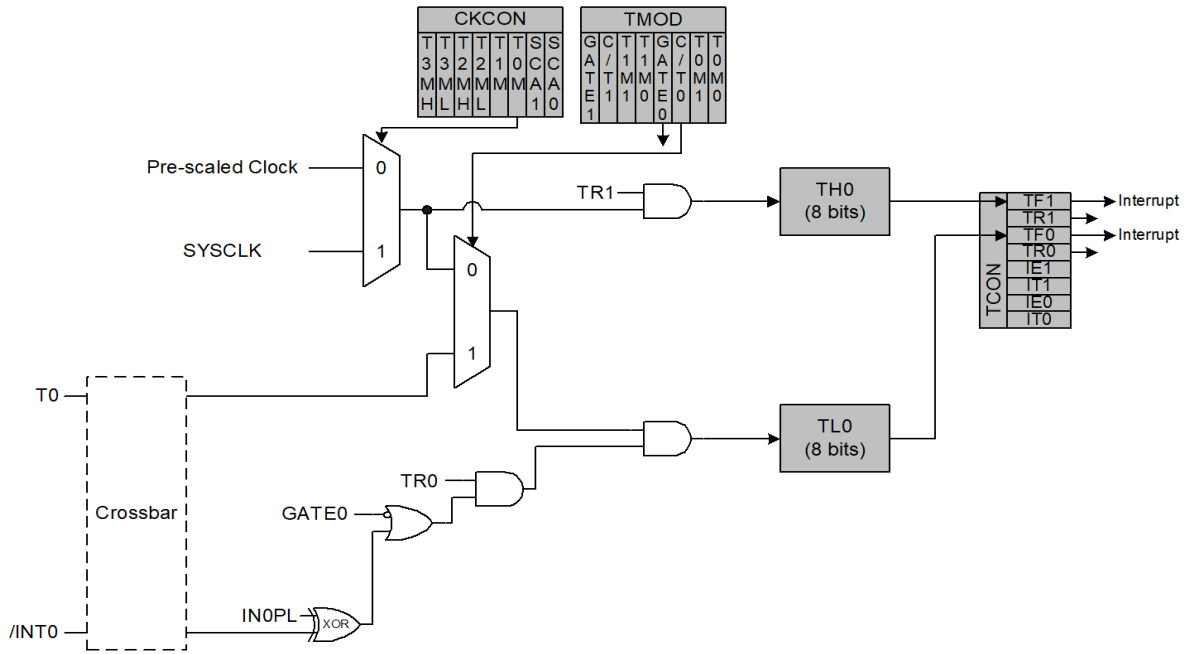 CKCON
T3MH
T3ML
T2MH
T2ML
T1M
T0M
SCA1
SCA0
TMOD
GATE1
C/T1
T1M1
T1M0
GATE0
C/T0
T0M1
T0M0
Pre-scaled Clock
0
SYSCLK
1
TR1
TH0
(8 bits)
TCON
TF1
TR1
TF0
TR0
IE1
IT1
IE0
IT0
Interrupt
Interrupt
0
1
T0
Crossbar
TL0
(8 bits)
TR0
GATE0
IN0PL
XOR
/INT0